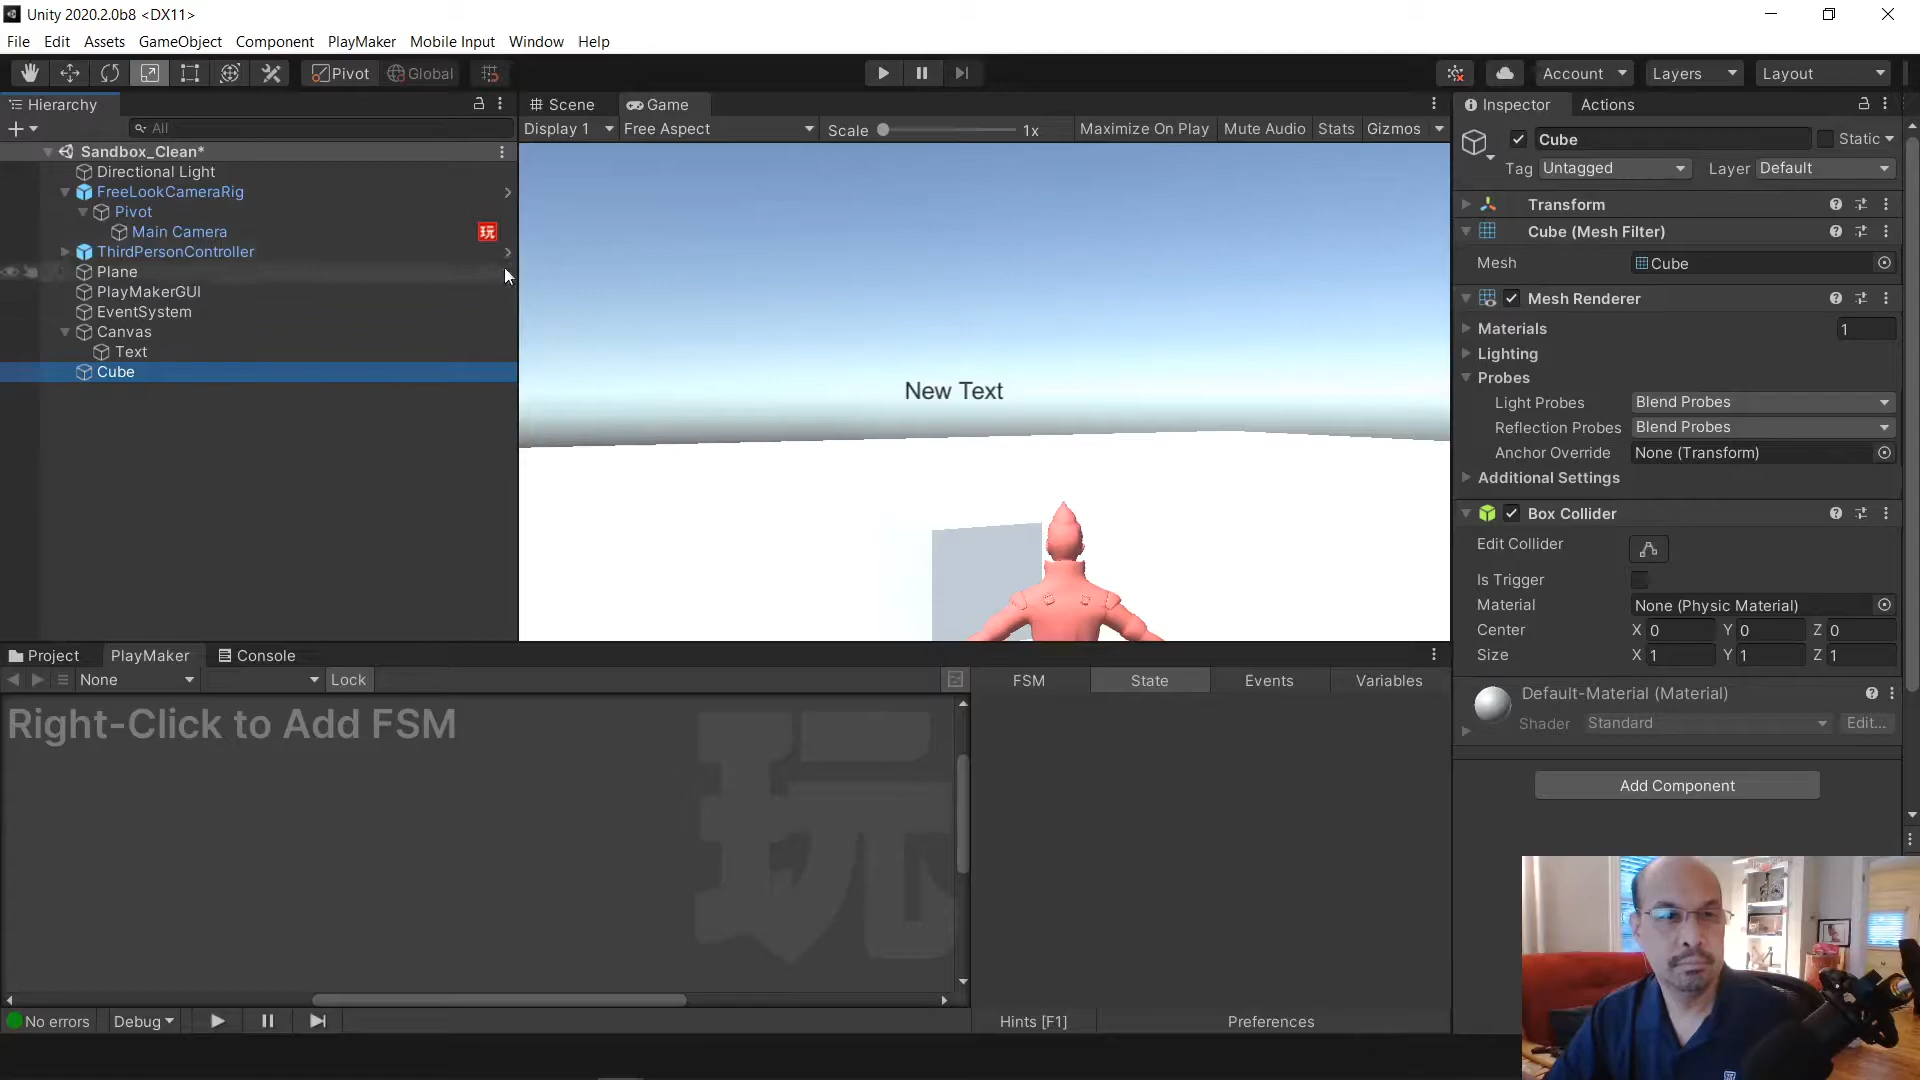 Unity 2020.2.0b8 <DX11>
File Edit Assets GameObject Component PlayMaker Mobile Input Window Help
Pivot Global Account Layers Layout
Hierarchy
All
Sandbox_Clean*
Directional Light
FreeLookCameraRig
Pivot
Main Camera 玩
ThirdPersonController
Plane
PlayMakerGUI
EventSystem
Canvas
Text
Cube
Scene Game
Display 1 Free Aspect Scale 1x Maximize On Play Mute Audio Stats Gizmos
New Text
Inspector Actions
Cube Static
Tag Untagged Layer Default
Transform
Cube (Mesh Filter)
Mesh Cube
Mesh Renderer
Materials 1
Lighting
Probes
Light Probes Blend Probes
Reflection Probes Blend Probes
Anchor Override None (Transform)
Additional Settings
Box Collider
Edit Collider
Is Trigger
Material None (Physic Material)
Center X 0 Y 0 Z 0
Size X 1 Y 1 Z 1
Default-Material (Material)
Shader Standard Edit...
Add Component
Project PlayMaker Console
None Lock FSM State Events Variables
Right-Click to Add FSM
玩
No errors Debug Hints [F1] Preferences